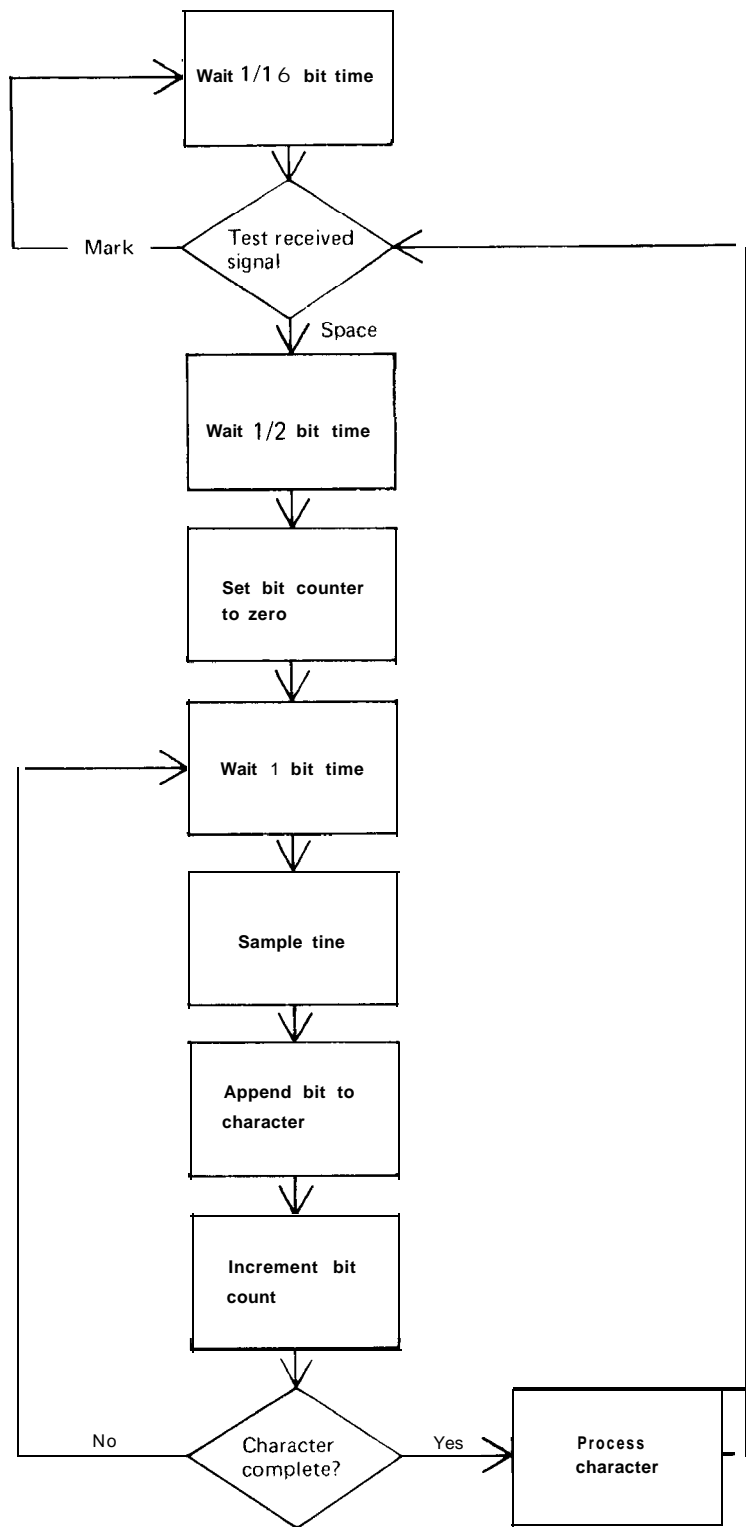 Wait 1/16 bit time
Mark
Test received
signal
Space
Wait 1/2 bit time
Set bit counter
to zero
Wait 1 bit time
Sample tine
Append bit to
character
Increment bit
count
No
Character
complete?
Yes
Process
character